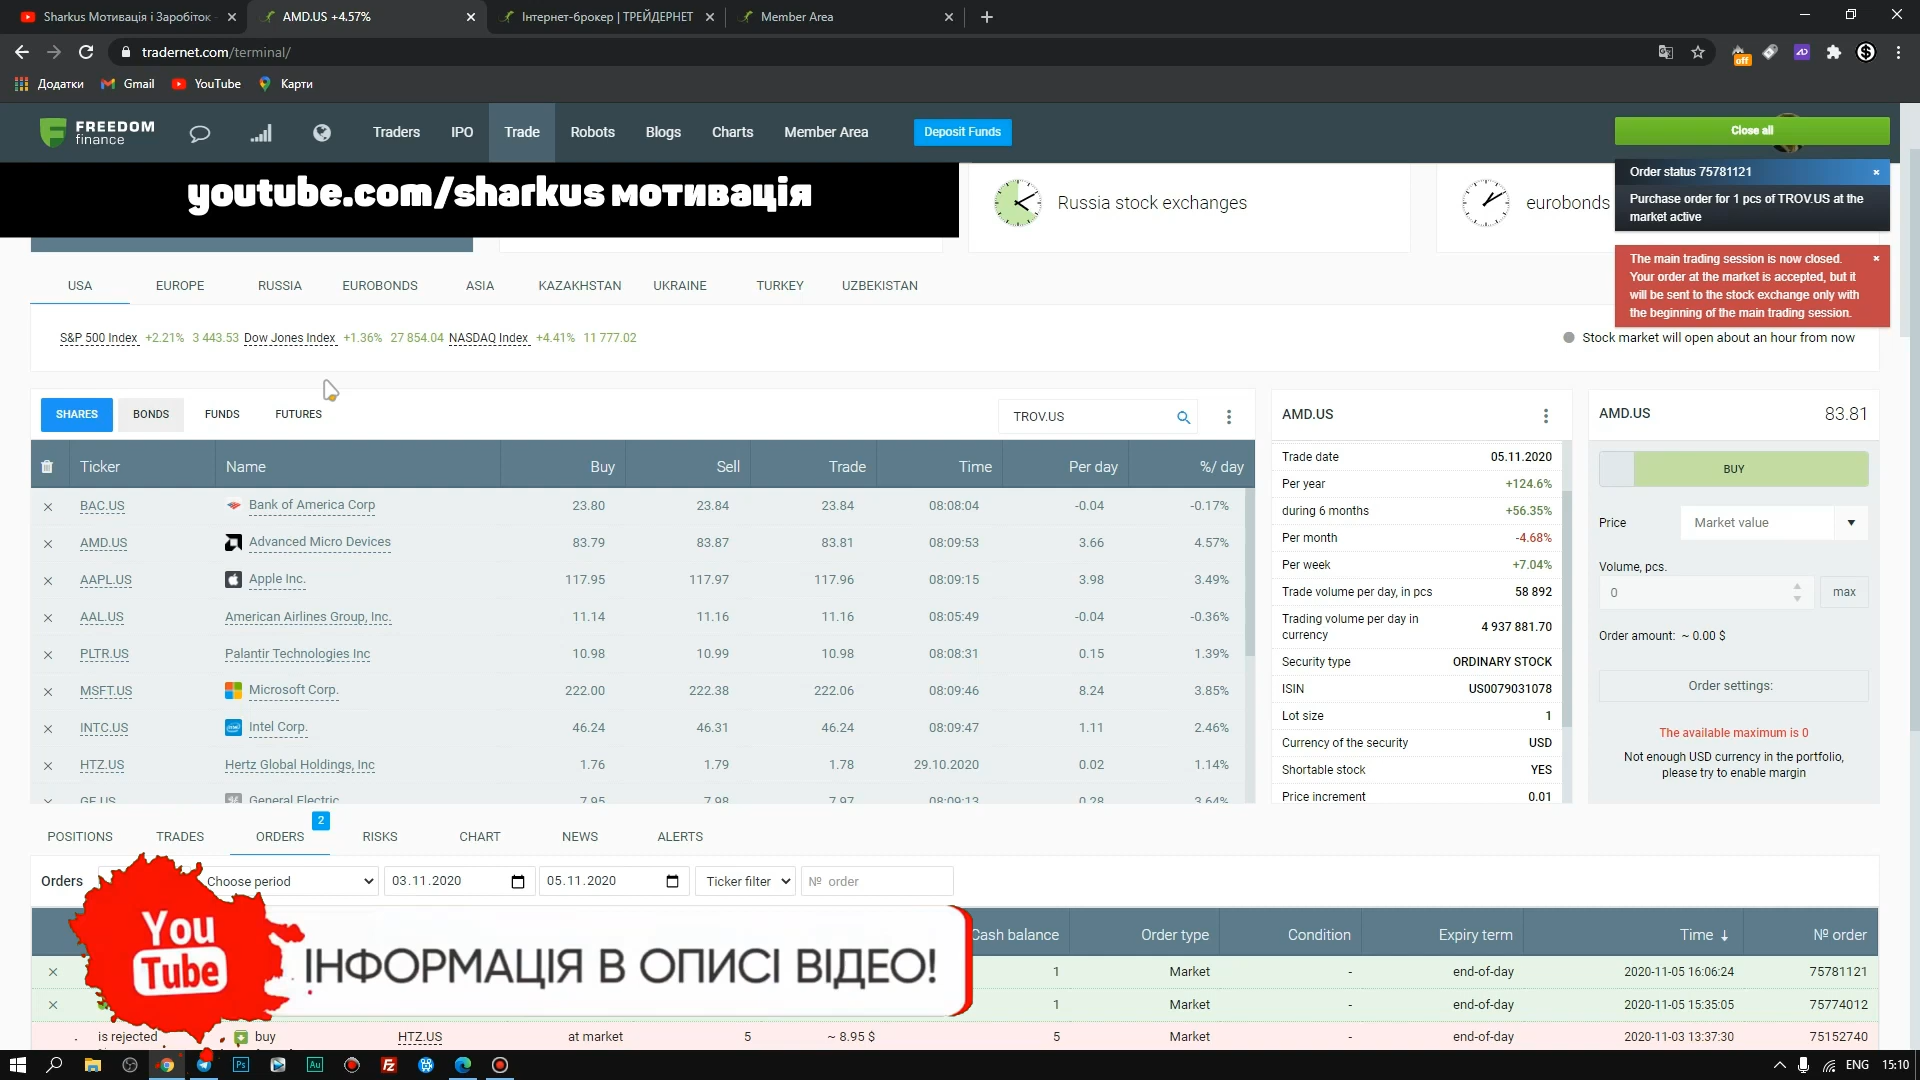 Sharkus Мотивація і Заробіток
AMD.US +4.57%
Інтернет-брокер | ТРЕЙДЕРНЕТ
Member Area
tradernet.com/terminal/
off
Додатки
Gmail
YouTube
Карти
FREEDOM
finance
Traders
IPO
Trade
Robots
Blogs
Charts
Member Area
Deposit Funds
Close all
youtube.com/sharkus мотивація
Russia stock exchanges
eurobonds
Order status 75781121
Purchase order for 1 pcs of TROV.US at the
market active
The main trading session is now closed.
Your order at the market is accepted, but it
will be sent to the stock exchange only with
the beginning of the main trading session.
USA EUROPE RUSSIA EUROBONDS ASIA KAZAKHSTAN UKRAINE TURKEY UZBEKISTAN
S&P 500 Index +2.21% 3 443.53 Dow Jones Index +1.36% 27 854.04 NASDAQ Index +4.41% 11 777.02
Stock market will open about an hour from now
SHARES BONDS FUNDS FUTURES
TROV.US
Ticker Name Buy Sell Trade Time Per day %/ day
BAC.US Bank of America Corp 23.80 23.84 23.84 08:08:04 -0.04 -0.17%
AMD.US Advanced Micro Devices 83.79 83.87 83.81 08:09:53 3.66 4.57%
AAPL.US Apple Inc. 117.95 117.97 117.96 08:09:15 3.98 3.49%
AAL.US American Airlines Group, Inc. 11.14 11.16 11.16 08:05:49 -0.04 -0.36%
PLTR.US Palantir Technologies Inc 10.98 10.99 10.98 08:08:31 0.15 1.39%
MSFT.US Microsoft Corp. 222.00 222.38 222.06 08:09:46 8.24 3.85%
INTC.US Intel Corp. 46.24 46.31 46.24 08:09:47 1.11 2.46%
HTZ.US Hertz Global Holdings, Inc 1.76 1.79 1.78 29.10.2020 0.02 1.14%
GE.US General Electric 7.95 7.98 7.97 08:09:13 0.28 3.64%
AMD.US
Trade date 05.11.2020
Per year +124.6%
during 6 months +56.35%
Per month -4.68%
Per week +7.04%
Trade volume per day, in pcs 58 892
Trading volume per day in
currency 4 937 881.70
Security type ORDINARY STOCK
ISIN US0079031078
Lot size 1
Currency of the security USD
Shortable stock YES
Price increment 0.01
AMD.US 83.81
BUY
Price Market value
Volume, pcs.
0 max
Order amount: ~ 0.00 $
Order settings:
The available maximum is 0
Not enough USD currency in the portfolio,
please try to enable margin
POSITIONS TRADES ORDERS 2 RISKS CHART NEWS ALERTS
Orders Choose period 03.11.2020 05.11.2020 Ticker filter № order
Cash balance Order type Condition Expiry term Time ↓ № order
1 Market - end-of-day 2020-11-05 16:06:24 75781121
1 Market - end-of-day 2020-11-05 15:35:05 75774012
is rejected buy HTZ.US at market 5 ~ 8.95 $ 5 Market - end-of-day 2020-11-03 13:37:30 75152740
You
Tube
ІНФОРМАЦІЯ В ОПИСІ ВІДЕО!
Ps
Au
Fz
ENG 15:10